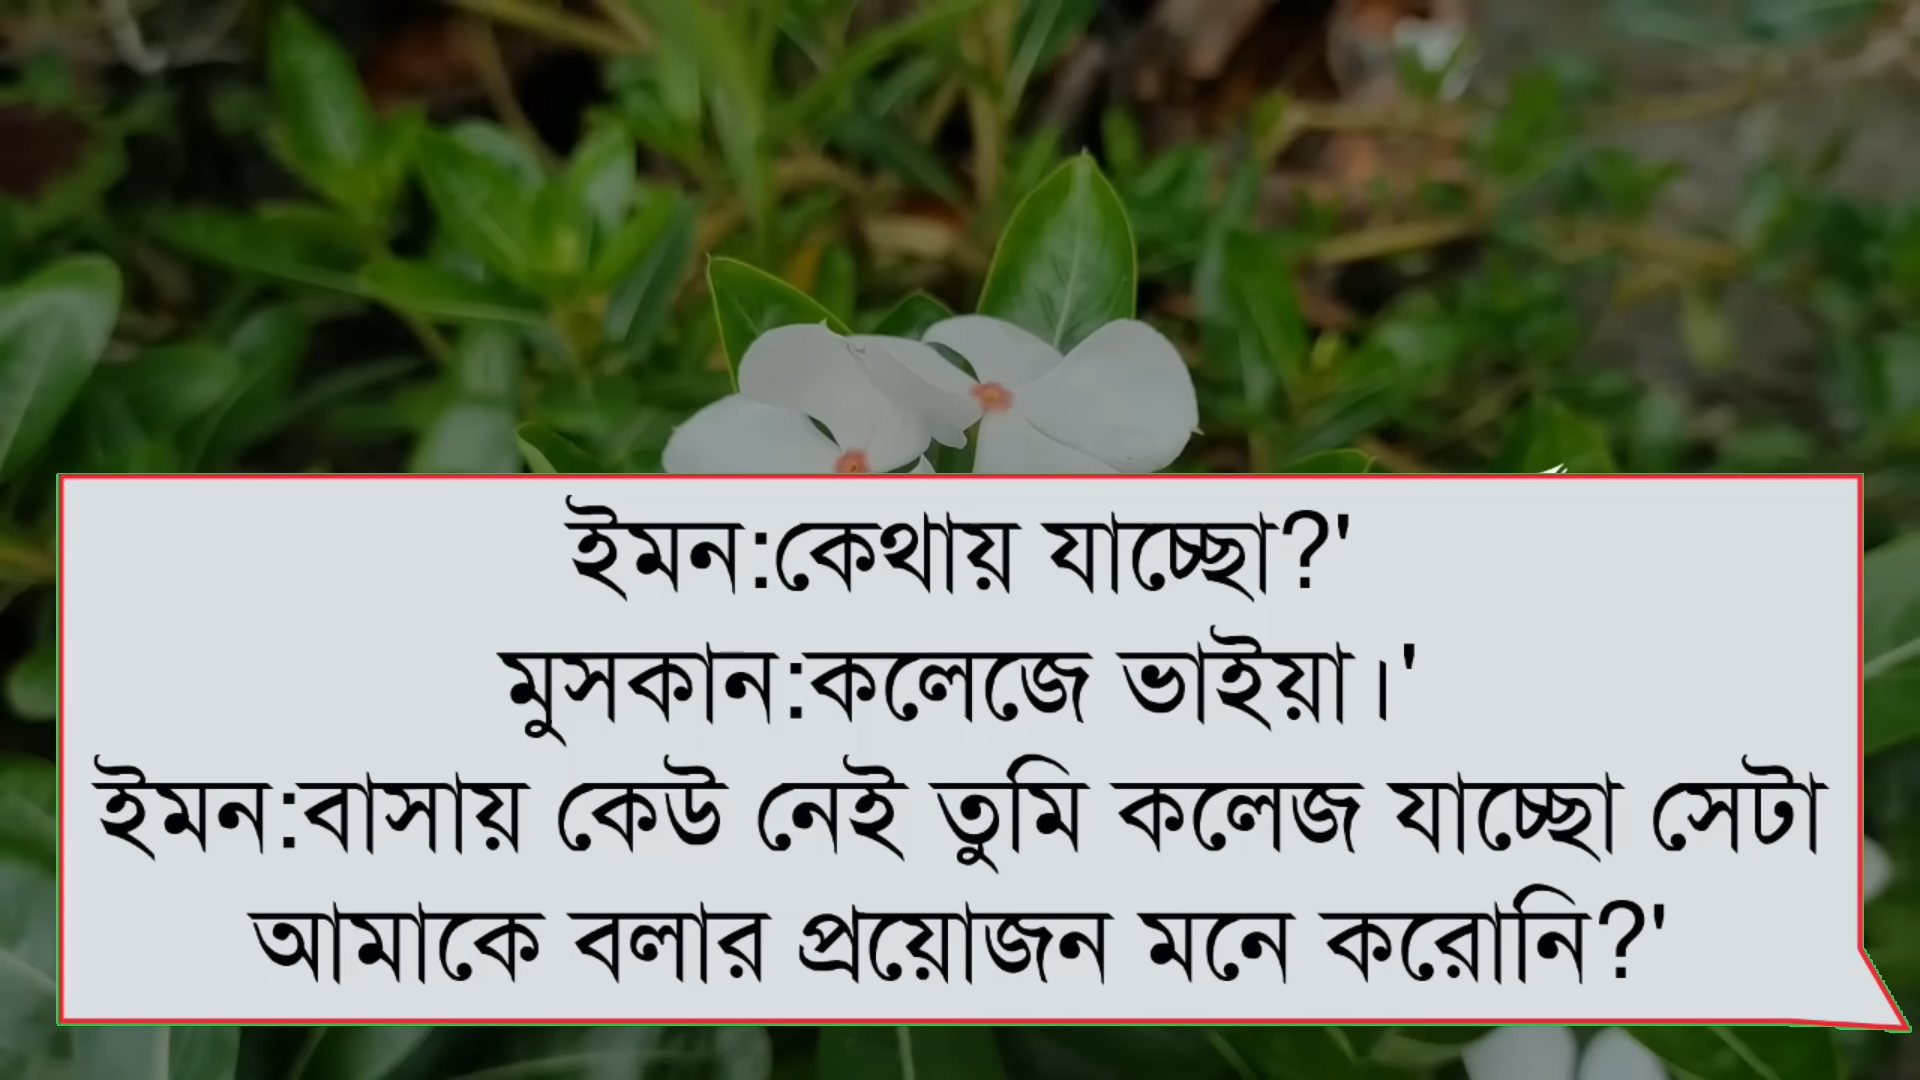 ইমন:কেথায় যাচ্ছো?'
মুসকান:কলেজে ভাইয়া।'
ইমন:বাসায় কেউ নেই তুমি কলেজ যাচ্ছো সেটা
আমাকে বলার প্রয়োজন মনে করোনি?'